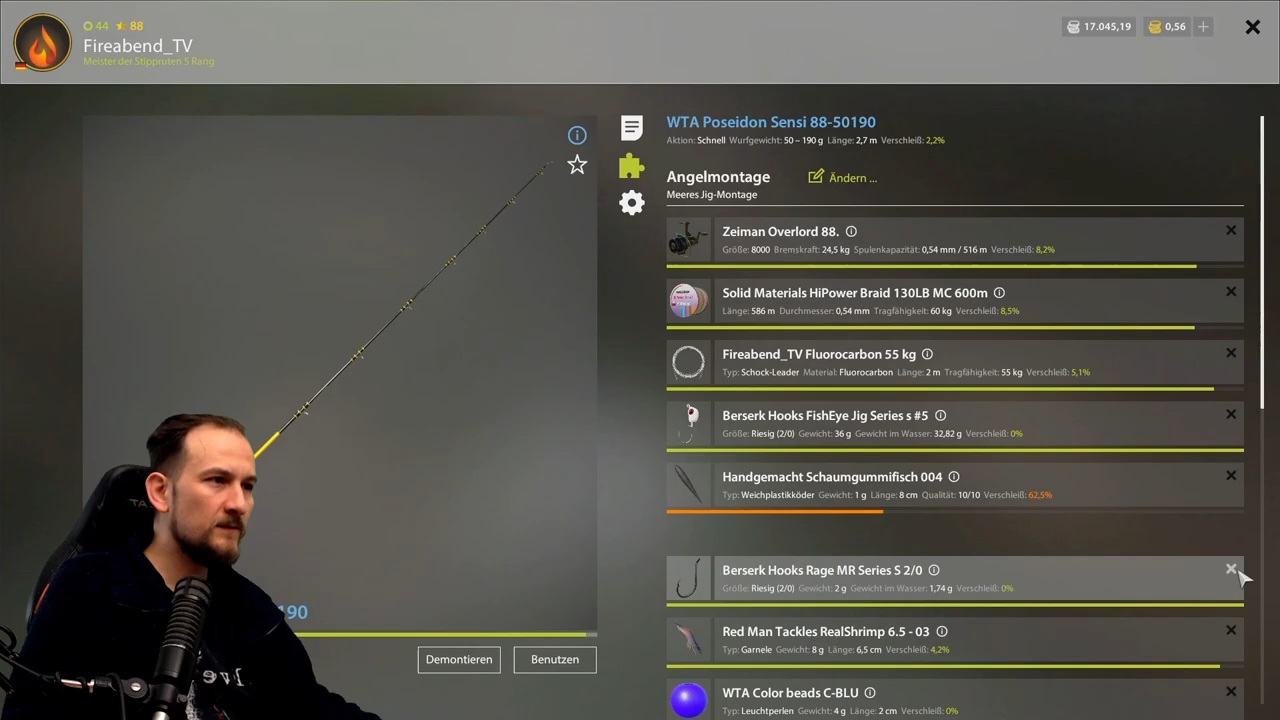 44 88
Fireabend_TV
Meister der Stippruten S Rang
17.045,19
0,56
WTA Poseidon Sensi 88-50190
Aktion: Schnell Wurfgewicht: 50 – 190 g Länge: 2,7 m Verschleiß: 2,2%
Angelmontage
Ändern ...
Meeres Jig-Montage
Zeiman Overlord 88.
Größe: 8000 Bremskraft: 24,5 kg Spulenkapazität: 0,54 mm / 516 m Verschleiß: 8,2%
Solid Materials HiPower Braid 130LB MC 600m
Länge: 586 m Durchmesser: 0,54 mm Tragfähigkeit: 60 kg Verschleiß: 8,5%
Fireabend_TV Fluorocarbon 55 kg
Typ: Schock-Leader Material: Fluorocarbon Länge: 2 m Tragfähigkeit: 55 kg Verschleiß: 5,1%
Berserk Hooks FishEye Jig Series s #5
Größe: Riesig (2/0) Gewicht: 36 g Gewicht im Wasser: 32,82 g Verschleiß: 0%
Handgemacht Schaumgummifisch 004
Typ: Weichplastikköder Gewicht: 1 g Länge: 8 cm Qualität: 10/10 Verschleiß: 62,5%
Berserk Hooks Rage MR Series S 2/0
Größe: Riesig (2/0) Gewicht: 2 g Gewicht im Wasser: 1,74 g Verschleiß: 0%
Red Man Tackles RealShrimp 6.5 - 03
Typ: Garnele Gewicht: 8 g Länge: 6,5 cm Verschleiß: 4,2%
WTA Color beads C-BLU
Typ: Leuchtperlen Gewicht: 4 g Länge: 2 cm Verschleiß: 0%
190
Demontieren
Benutzen